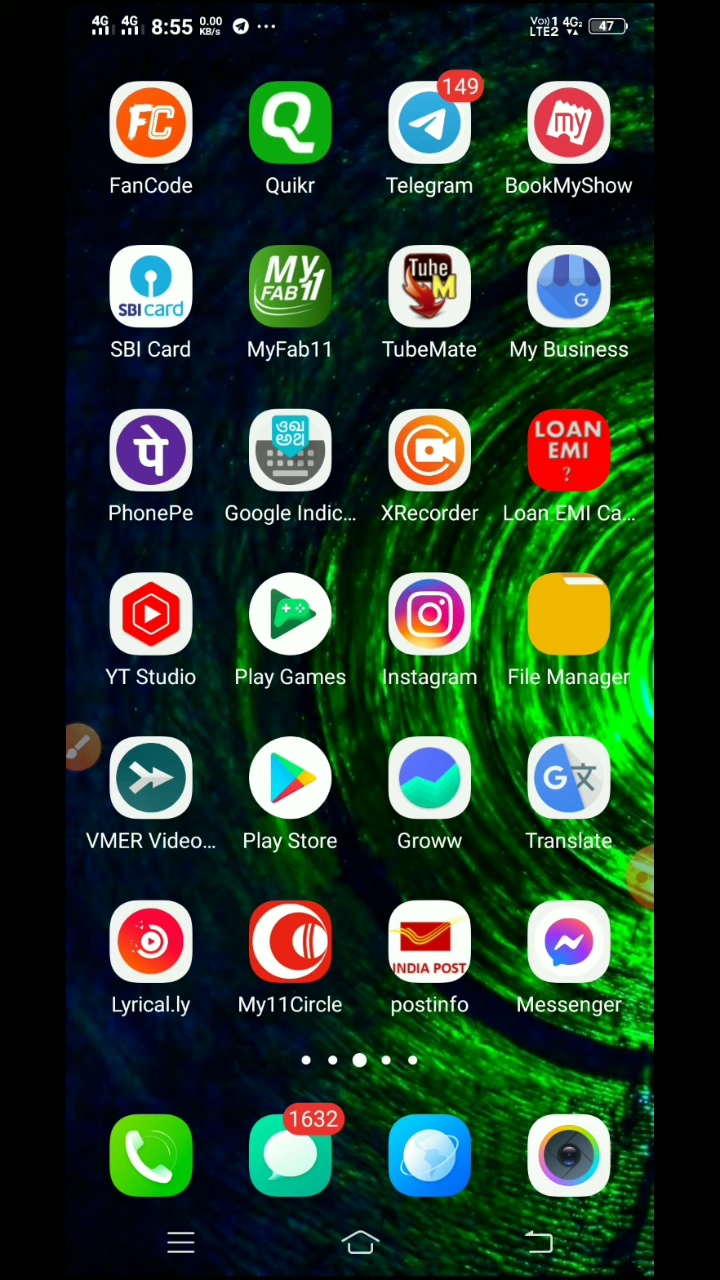 4G 4G 8:55 0.00 KB/s ··· Vo))1 LTE2 4G2 47
149
FC Q my
FanCode Quikr Telegram BookMyShow
SBI card MY FAB11 Tube M G
SBI Card MyFab11 TubeMate My Business
पे LOAN EMI ?
PhonePe Google Indic... XRecorder Loan EMI Ca...
YT Studio Play Games Instagram File Manager
G 文
VMER Video... Play Store Groww Translate
INDIA POST
Lyrical.ly My11Circle postinfo Messenger
1632